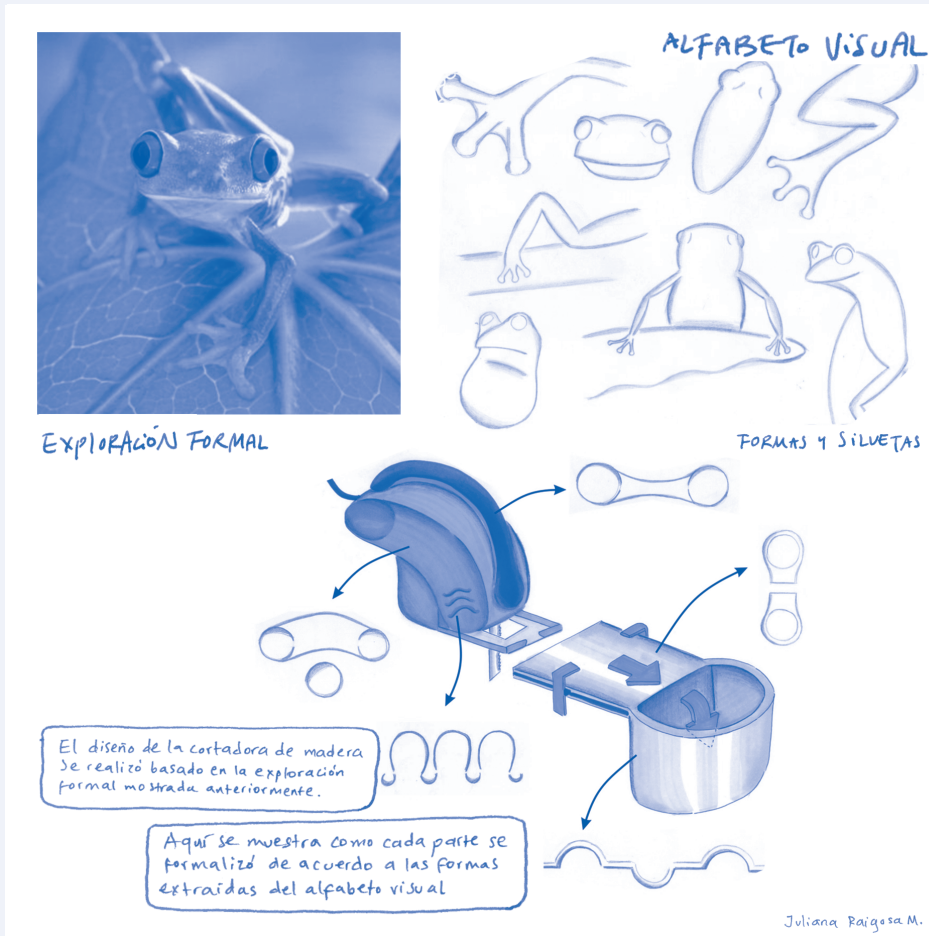 ALFABETO ViSUAL
EXPlORACiÓN FORMAL
FORMAS Y SiLVETAS
El diseño de la cortadora de madera
Se realizó basado en la exploración
formal mostrada anteriormente.
Aquí se muestra como cada parte se
formalizó de acuerdo a las formas
extraidas del alfabeto visual
Juliana Raigosa M.